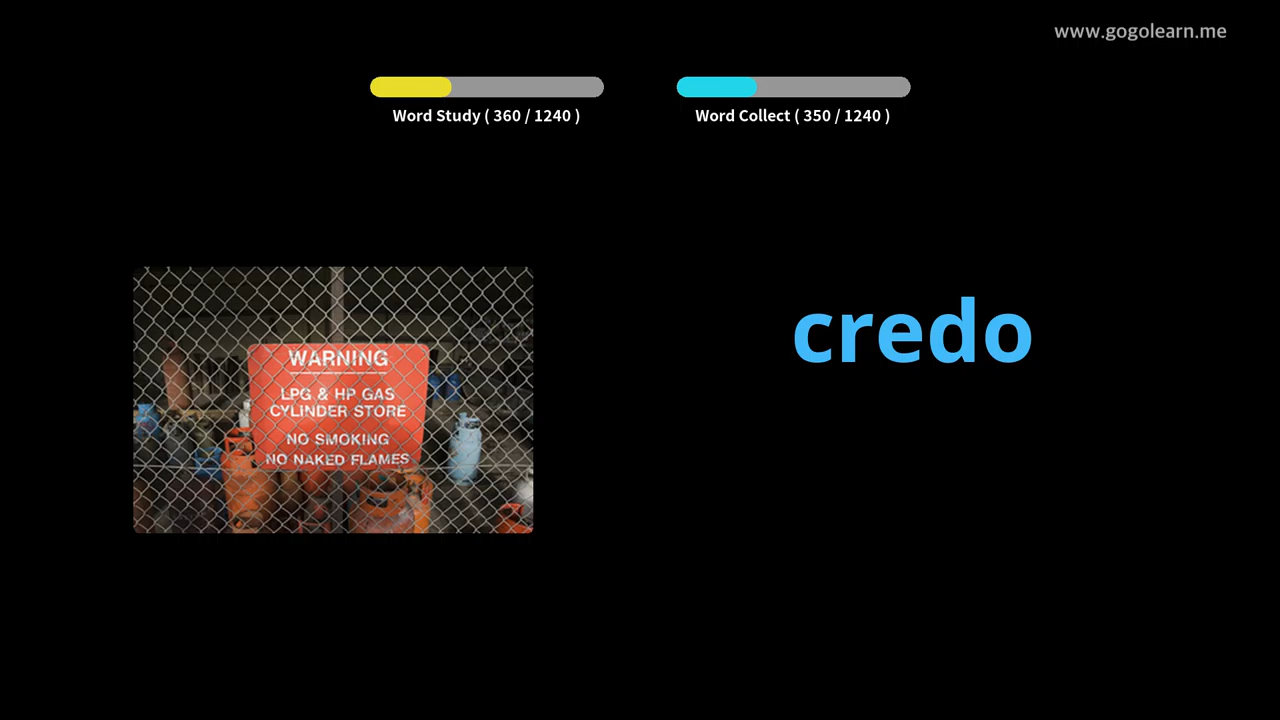 www.gogolearn.me
Word Study ( 360 / 1240 )
Word Collect ( 350 / 1240 )
WARNING
LPG & HP GAS
CYLINDER STORE
NO SMOKING
NO NAKED FLAMES
credo